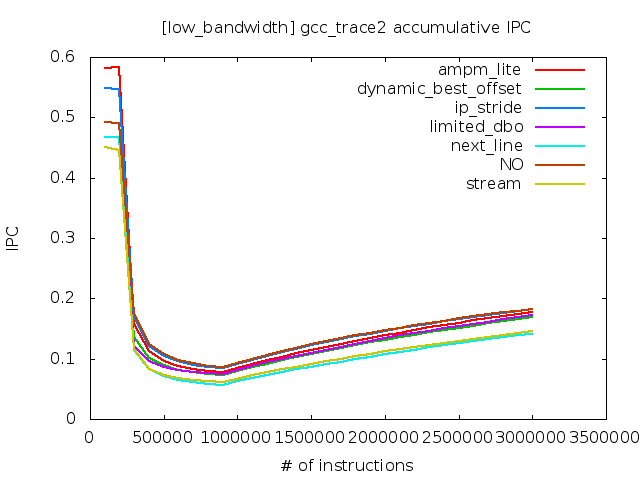 [low_bandwidth] gcc_trace2 accumulative IPC
0.6
0.5
0.4
0.3
0.2
0.1
0
IPC
ampm_lite
dynamic_best_offset
ip_stride
limited_dbo
next_line
NO
stream
0 500000 1000000 1500000 2000000 2500000 3000000 3500000
# of instructions